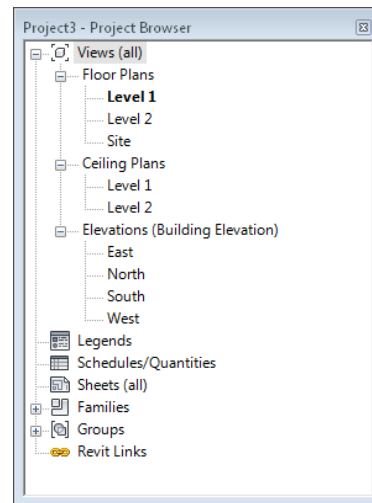 Project3 - Project Browser
Views (all)
Floor Plans
Level 1
Level 2
Site
Ceiling Plans
Level 1
Level 2
Elevations (Building Elevation)
East
North
South
West
Legends
Schedules/Quantities
Sheets (all)
Families
Groups
Revit Links